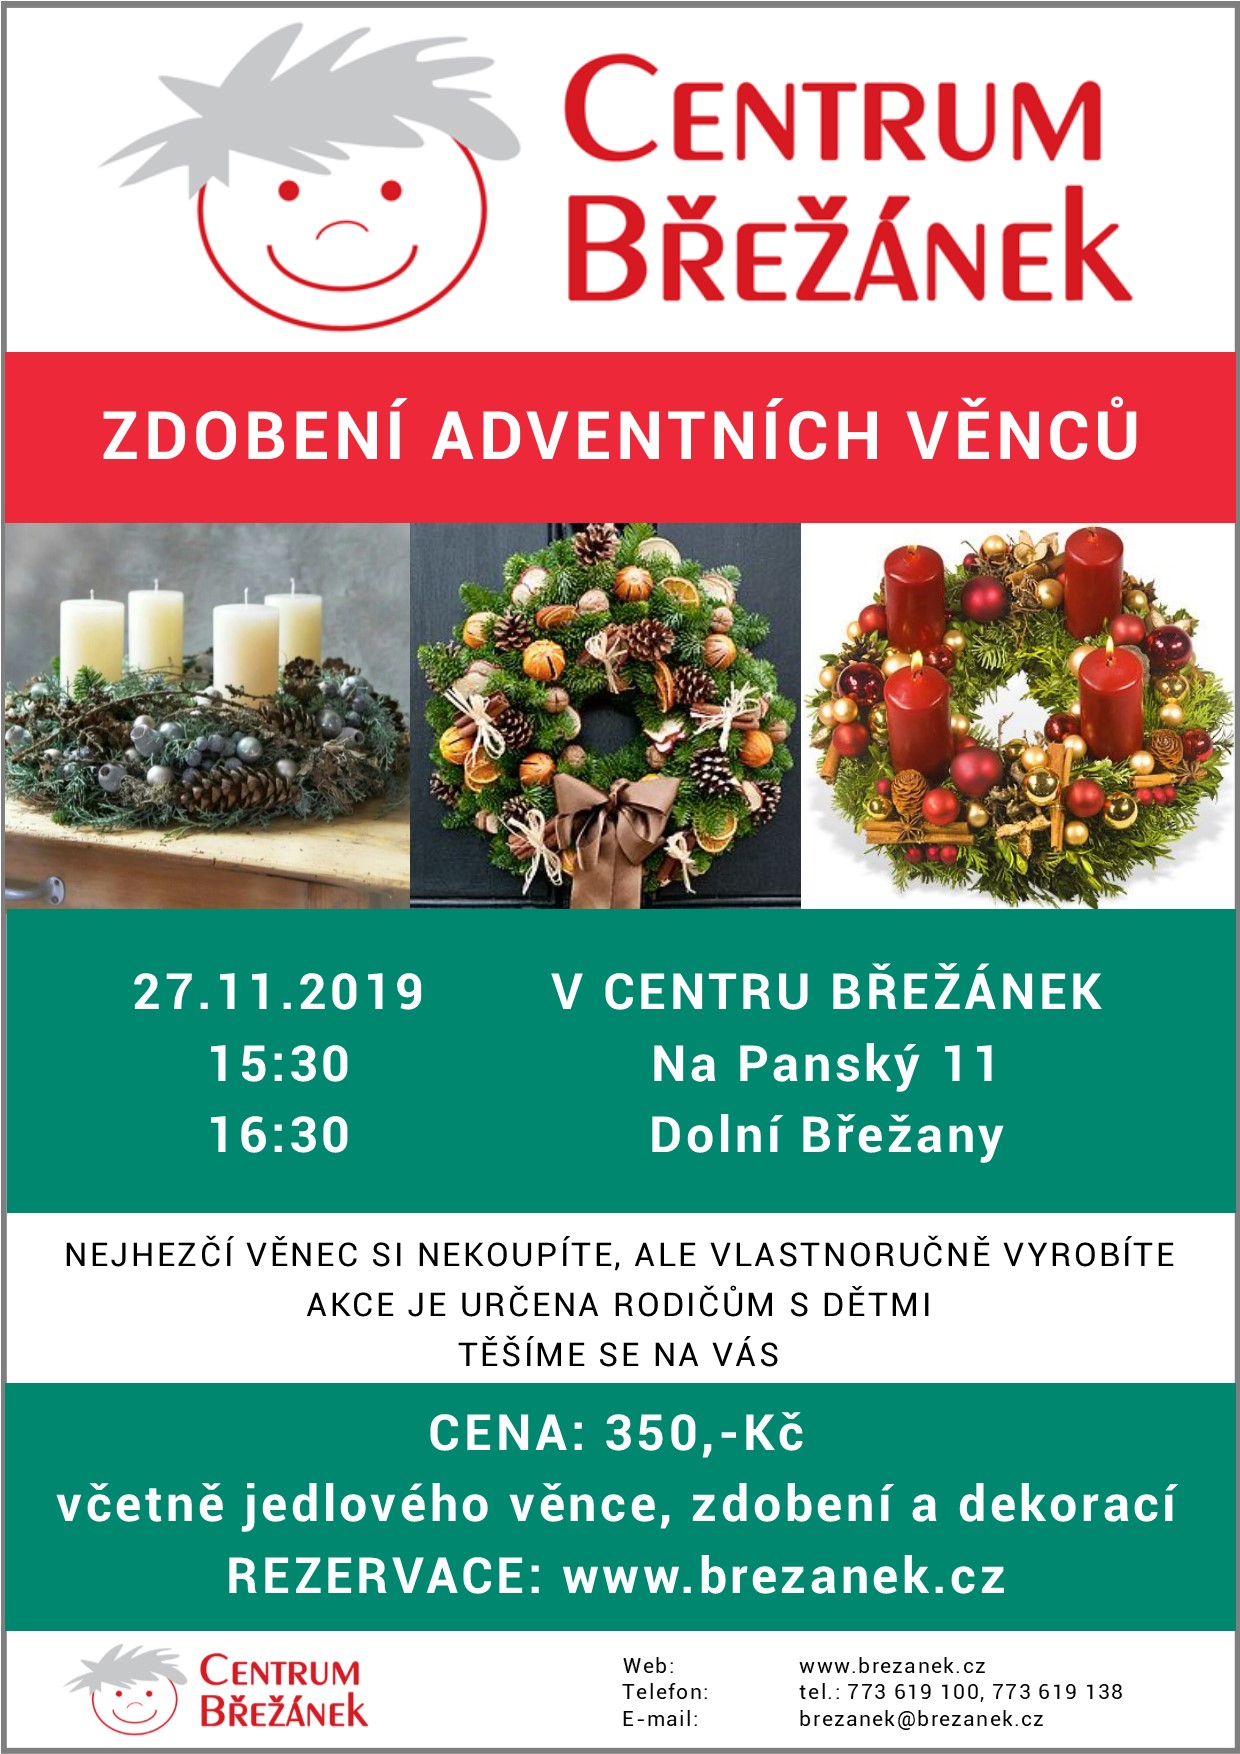 CENTRUM
BŘEŽÁNEK
ZDOBENÍ ADVENTNÍCH VĚNCŮ
27.11.2019
15:30
16:30
V CENTRU BŘEŽÁNEK
Na Panský 11
Dolní Břežany
NEJHEZČÍ VĚNEC SI NEKOUPÍTE, ALE VLASTNORUČNĚ VYROBÍTE
AKCE JE URČENA RODIČŮM S DĚTMI
TĚŠÍME SE NA VÁS
CENA: 350,-Kč
včetně jedlového věnce, zdobení a dekorací
REZERVACE: www.brezanek.cz
CENTRUM
BŘEŽÁNEK
Web: www.brezanek.cz
Telefon: tel.: 773 619 100, 773 619 138
E-mail: brezanek@brezanek.cz